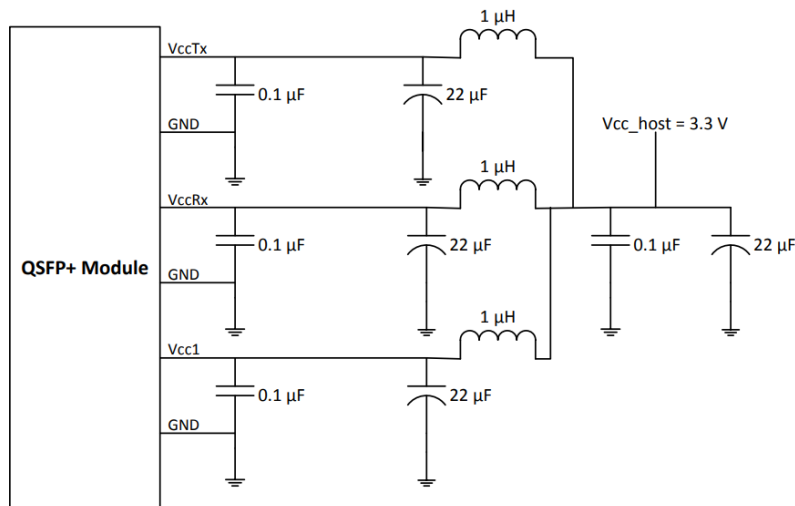 1 µH
VccTx
0.1 µF
22 µF
GND
Vcc_host = 3.3 V
1 µH
VccRx
0.1 µF
22 µF
0.1 µF
22 µF
QSFP+ Module
GND
1 µH
Vcc1
0.1 µF
22 µF
GND